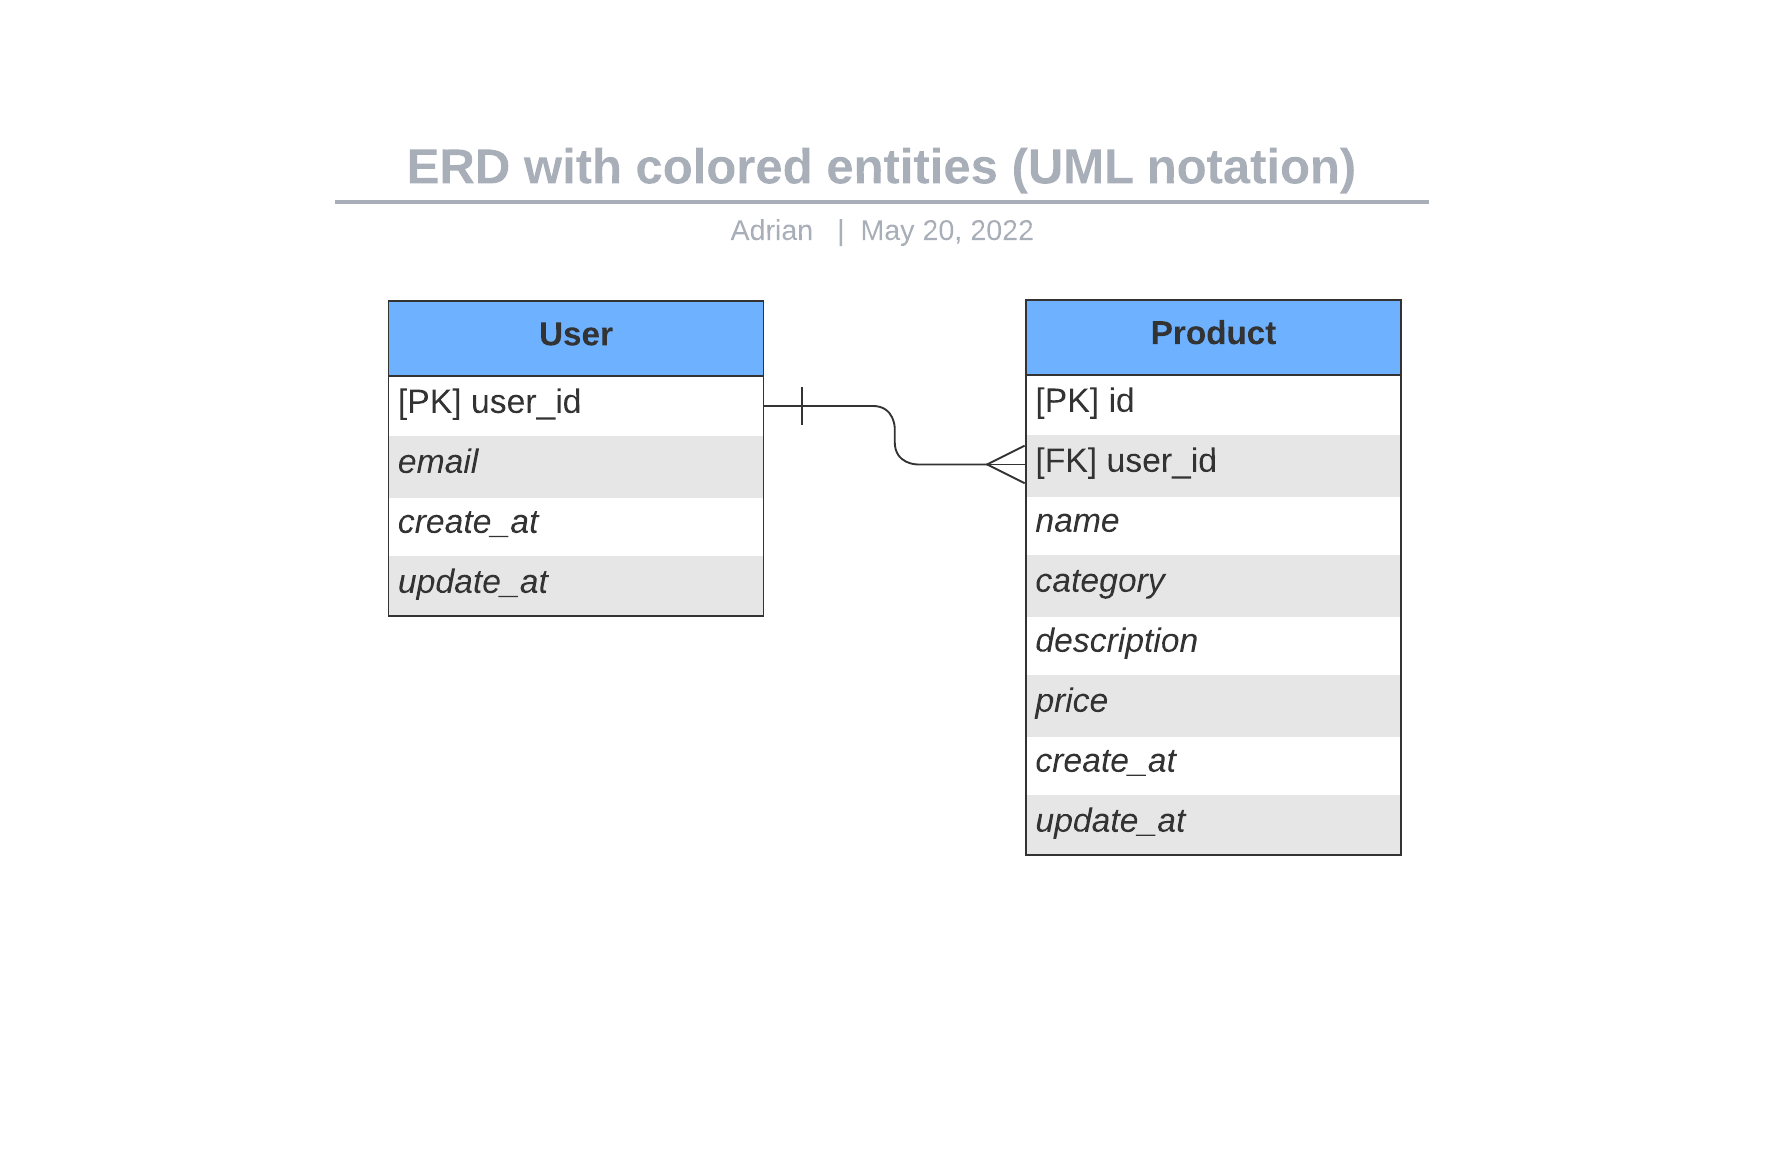 ERD with colored entities (UML notation)
Adrian | May 20, 2022
User
[PK] user_id
email
create_at
update_at
Product
[PK] id
[FK] user_id
name
category
description
price
create_at
update_at